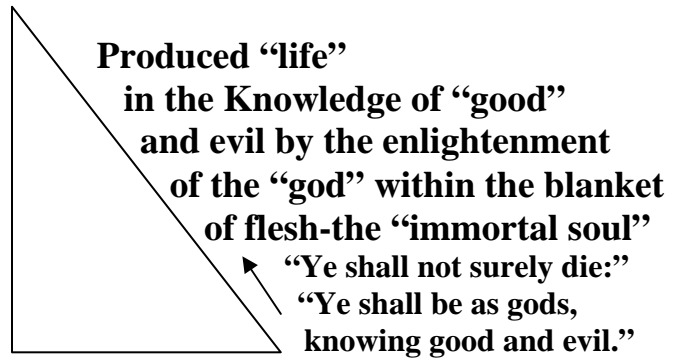 Produced “life”
in the Knowledge of “good”
and evil by the enlightenment
of the “god” within the blanket
of flesh-the “immortal soul”
“Ye shall not surely die:”
“Ye shall be as gods,
knowing good and evil.”